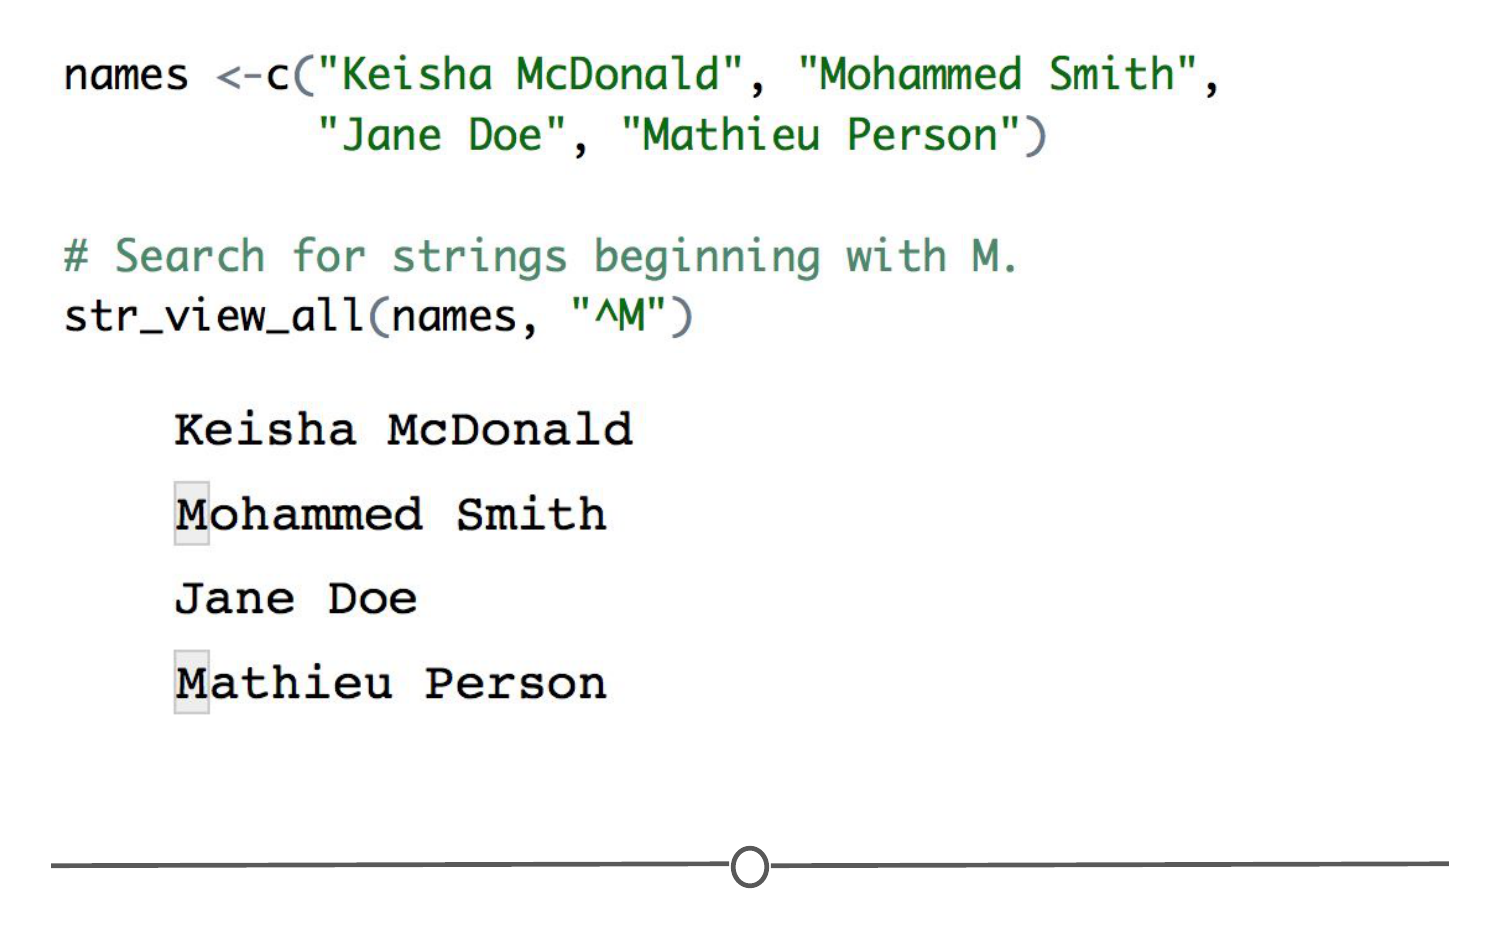 names <-c("Keisha McDonald", "Mohammed Smith",
"Jane Doe", "Mathieu Person")
# Search for strings beginning with M.
str_view_all(names, "^M")
Keisha McDonald
Mohammed Smith
Jane Doe
Mathieu Person